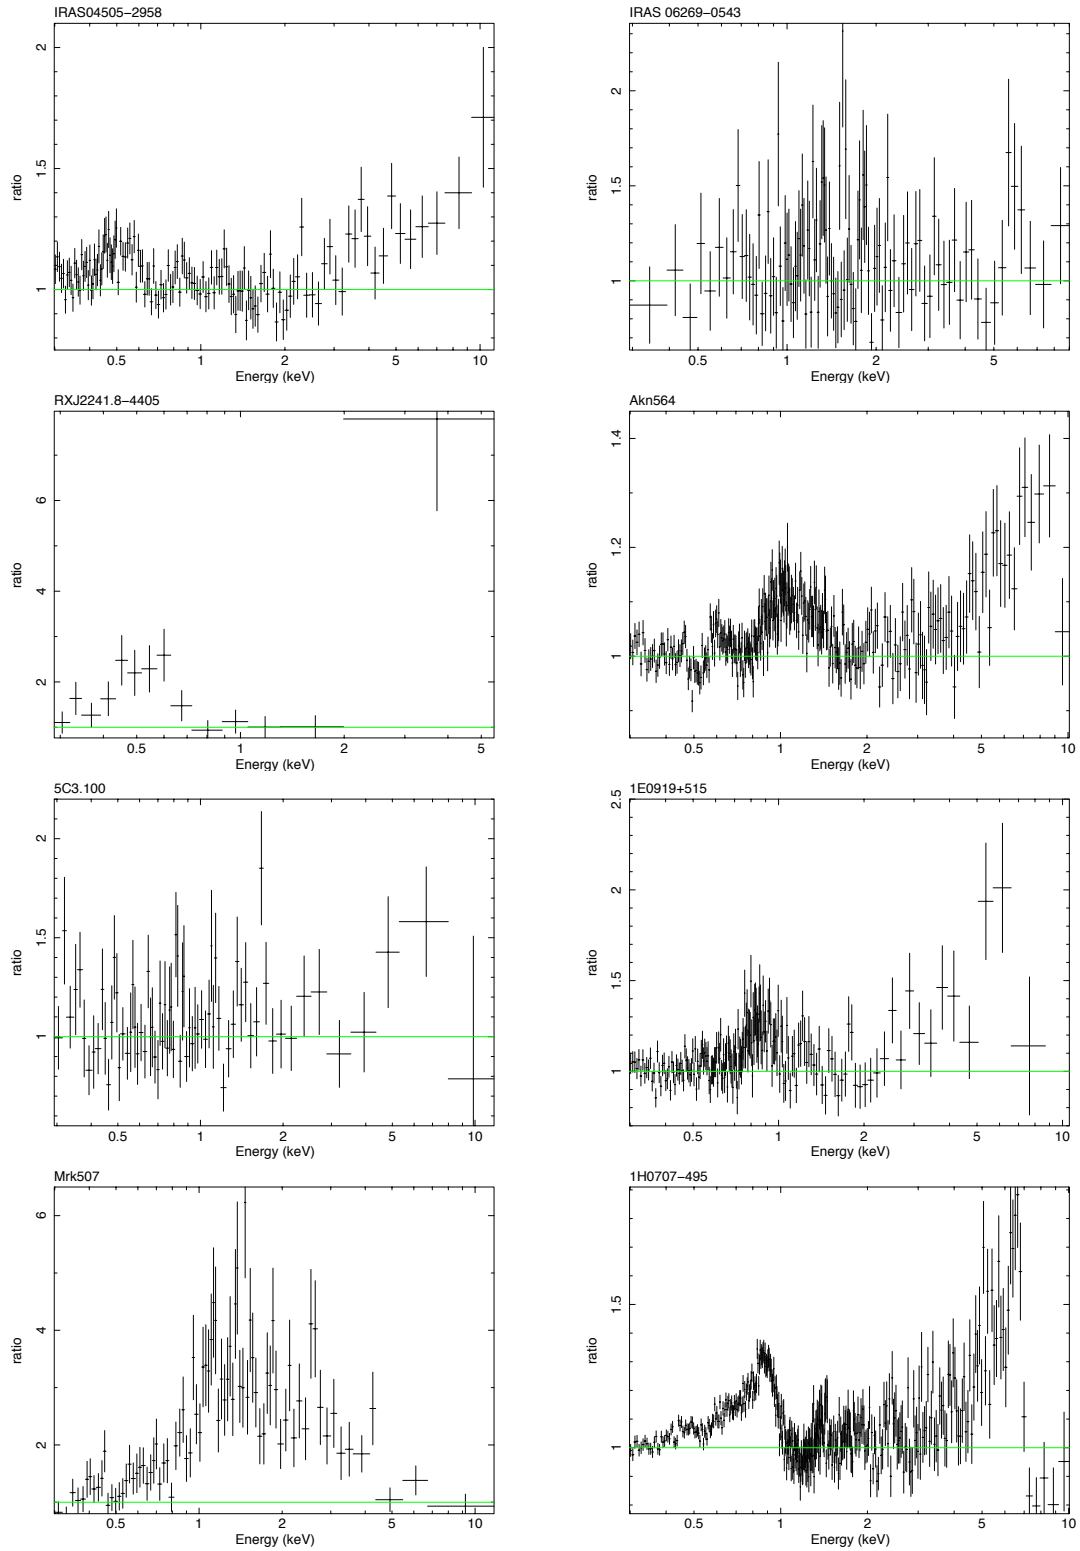 IRAS04505−2958
ratio
1
1.5
2
0.5
1
2
5
10
Energy (keV)
IRAS 06269−0543
ratio
1
1.5
2
0.5
1
2
5
Energy (keV)
RXJ2241.8−4405
ratio
2
4
6
0.5
1
2
5
Energy (keV)
Akn564
ratio
1
1.2
1.4
0.5
1
2
5
10
Energy (keV)
5C3.100
ratio
1
1.5
2
0.5
1
2
5
10
Energy (keV)
1E0919+515
ratio
1
1.5
2
2.5
0.5
1
2
5
10
Energy (keV)
Mrk507
ratio
2
4
6
0.5
1
2
5
10
Energy (keV)
1H0707−495
ratio
1
1.5
0.5
1
2
5
10
Energy (keV)